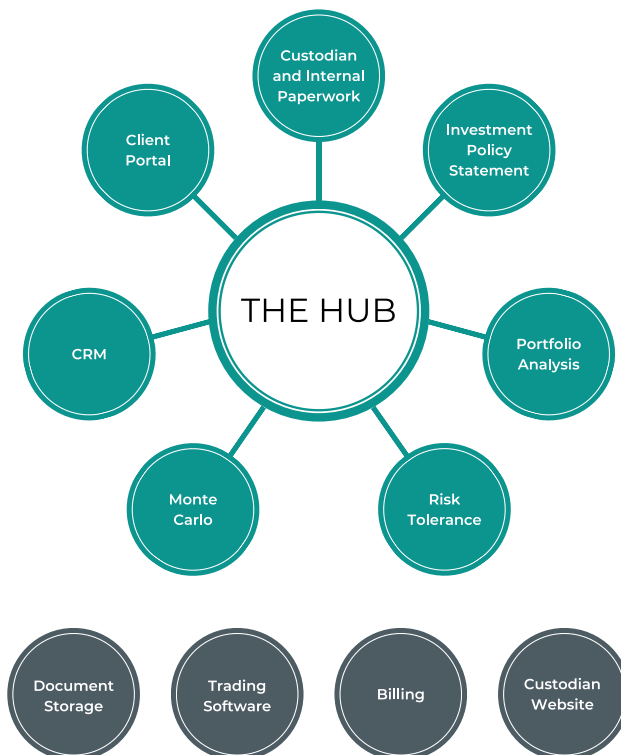 Custodian
and Internal
Paperwork
Client
Portal
Investment
Policy
Statement
THE HUB
CRM
Portfolio
Analysis
Monte
Carlo
Risk
Tolerance
Document
Storage
Trading
Software
Billing
Custodian
Website